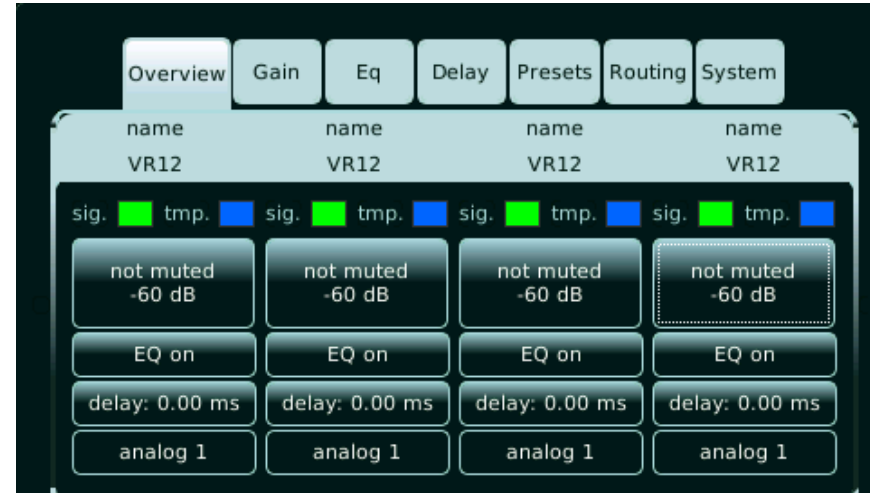 Overview Gain Eq Delay Presets Routing System
name name name name
VR12 VR12 VR12 VR12
sig. tmp. sig. tmp. sig. tmp. sig. tmp.
not muted not muted not muted not muted
-60 dB -60 dB -60 dB -60 dB
EQ on EQ on EQ on EQ on
delay: 0.00 ms delay: 0.00 ms delay: 0.00 ms delay: 0.00 ms
analog 1 analog 1 analog 1 analog 1